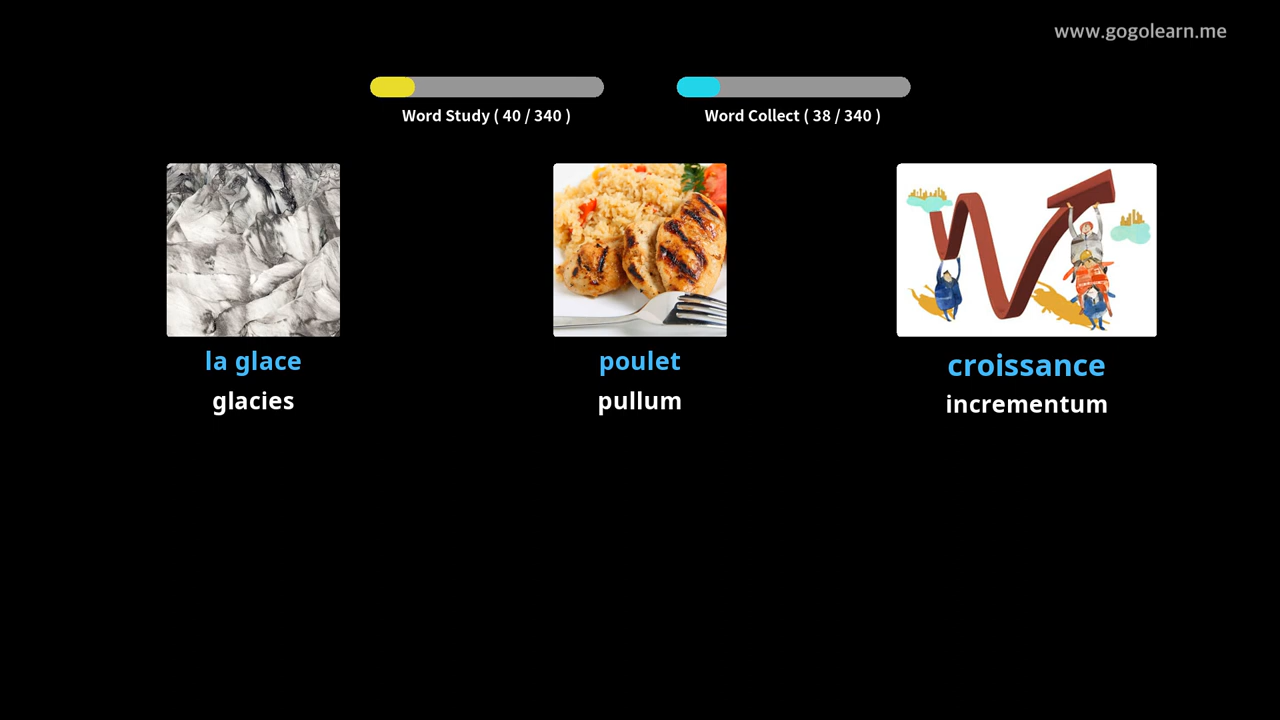 www.gogolearn.me
Word Study ( 40 / 340 )
Word Collect ( 38 / 340 )
la glace
glacies
poulet
pullum
croissance
incrementum